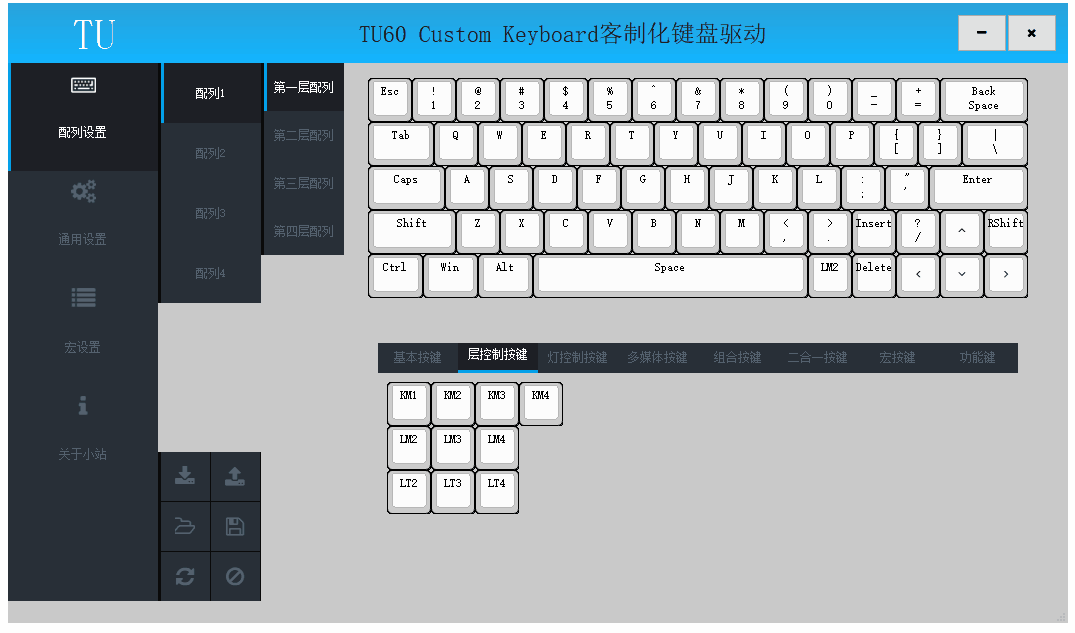 TU
TU60 Custom Keyboard客制化键盘驱动
配列设置
通用设置
宏设置
关于小站
配列1
配列2
配列3
配列4
第一层配列
第二层配列
第三层配列
第四层配列
Esc ! 1 @ 2 # 3 $ 4 % 5 ^ 6 & 7 * 8 ( 9 ) 0 _ - + = Back Space
Tab Q W E R T Y U I O P { [ } ] | \
Caps A S D F G H J K L : ; " ' Enter
Shift Z X C V B N M < , > . Insert ? / ^ RShift
Ctrl Win Alt Space LM2 Delete < ⌄ >
基本按键 层控制按键 灯控制按键 多媒体按键 组合按键 二合一按键 宏按键 功能键
KM1 KM2 KM3 KM4
LM2 LM3 LM4
LT2 LT3 LT4